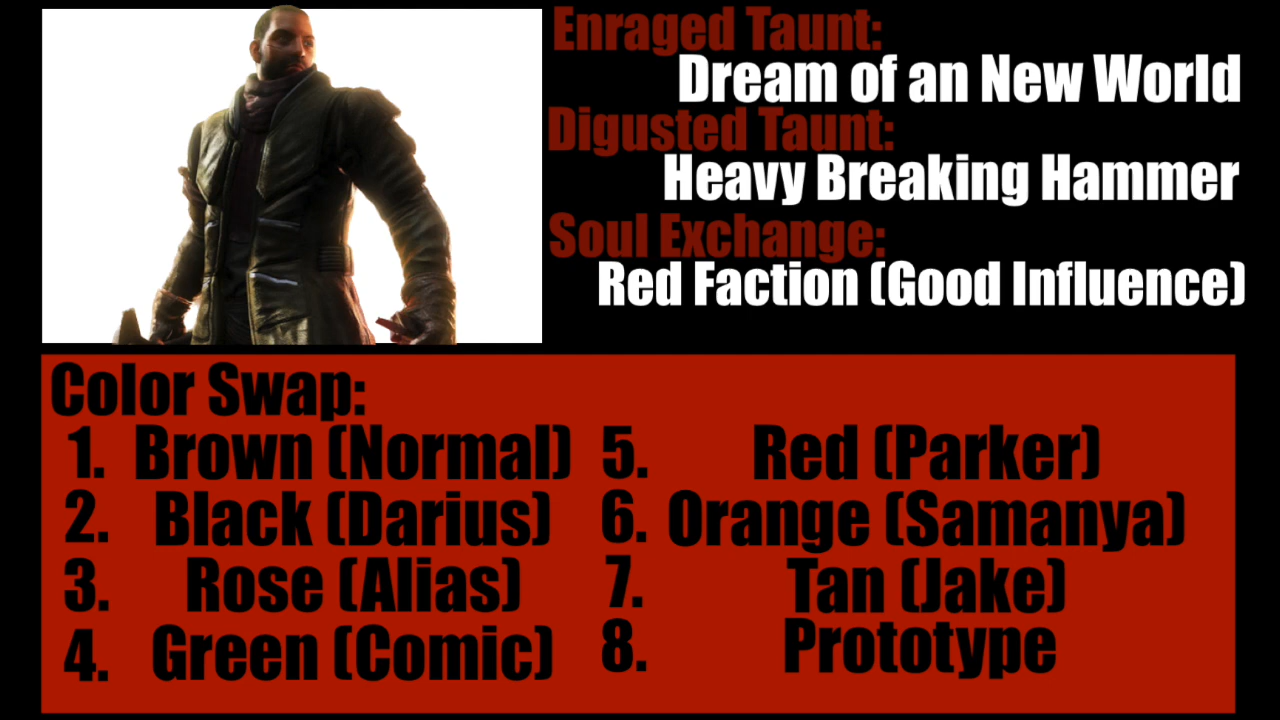 Enraged Taunt:
Dream of an New World
Digusted Taunt:
Heavy Breaking Hammer
Soul Exchange:
Red Faction (Good Influence)
Color Swap:
1. Brown (Normal)
2. Black (Darius)
3. Rose (Alias)
4. Green (Comic)
5. Red (Parker)
6. Orange (Samanya)
7. Tan (Jake)
8. Prototype